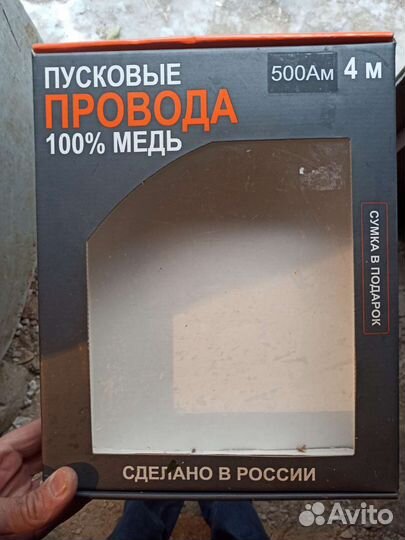 ПУСКОВЫЕ
ПРОВОДА
100% МЕДЬ
500Ам 4 м
СУМКА В ПОДАРОК
СДЕЛАНО В РОССИИ
Avito